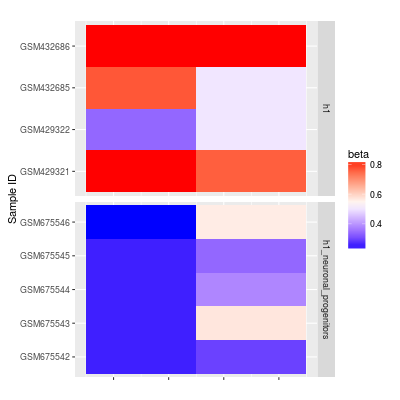 GSM432686
GSM432685
GSM429322
GSM429321
h1
GSM675546
GSM675545
GSM675544
GSM675543
GSM675542
h1_neuronal_progenitors
Sample ID
beta
0.8
0.6
0.4